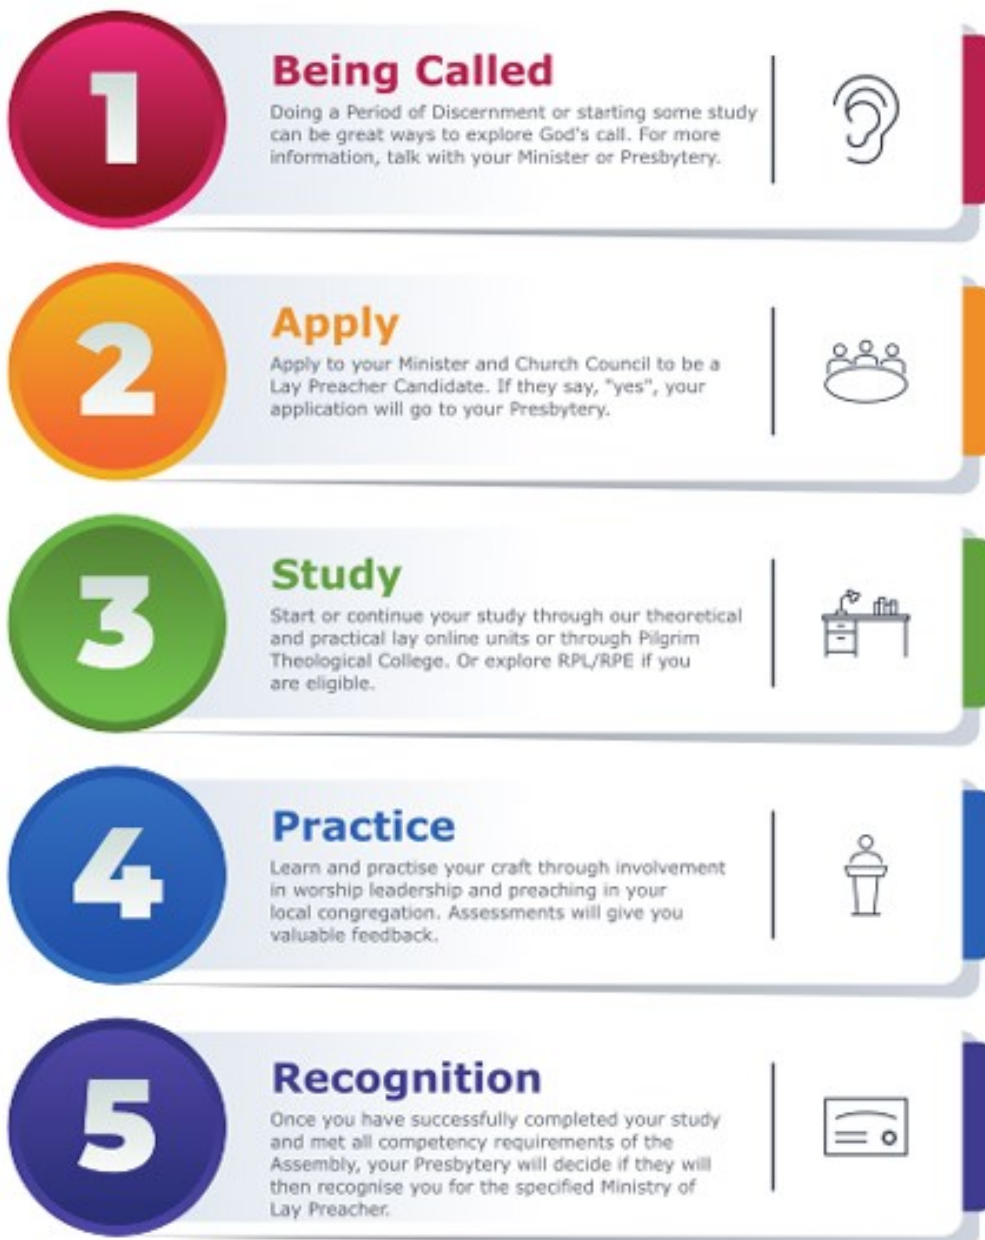 1
Being Called
Doing a Period of Discernment or starting some study
can be great ways to explore God's call. For more
information, talk with your Minister or Presbytery.
2
Apply
Apply to your Minister and Church Council to be a
Lay Preacher Candidate. If they say, "yes", your
application will go to your Presbytery.
3
Study
Start or continue your study through our theoretical
and practical lay online units or through Pilgrim
Theological College. Or explore RPL/RPE if you
are eligible.
4
Practice
Learn and practise your craft through involvement
in worship leadership and preaching in your
local congregation. Assessments will give you
valuable feedback.
5
Recognition
Once you have successfully completed your study
and met all competency requirements of the
Assembly, your Presbytery will decide if they will
then recognise you for the specified Ministry of
Lay Preacher.